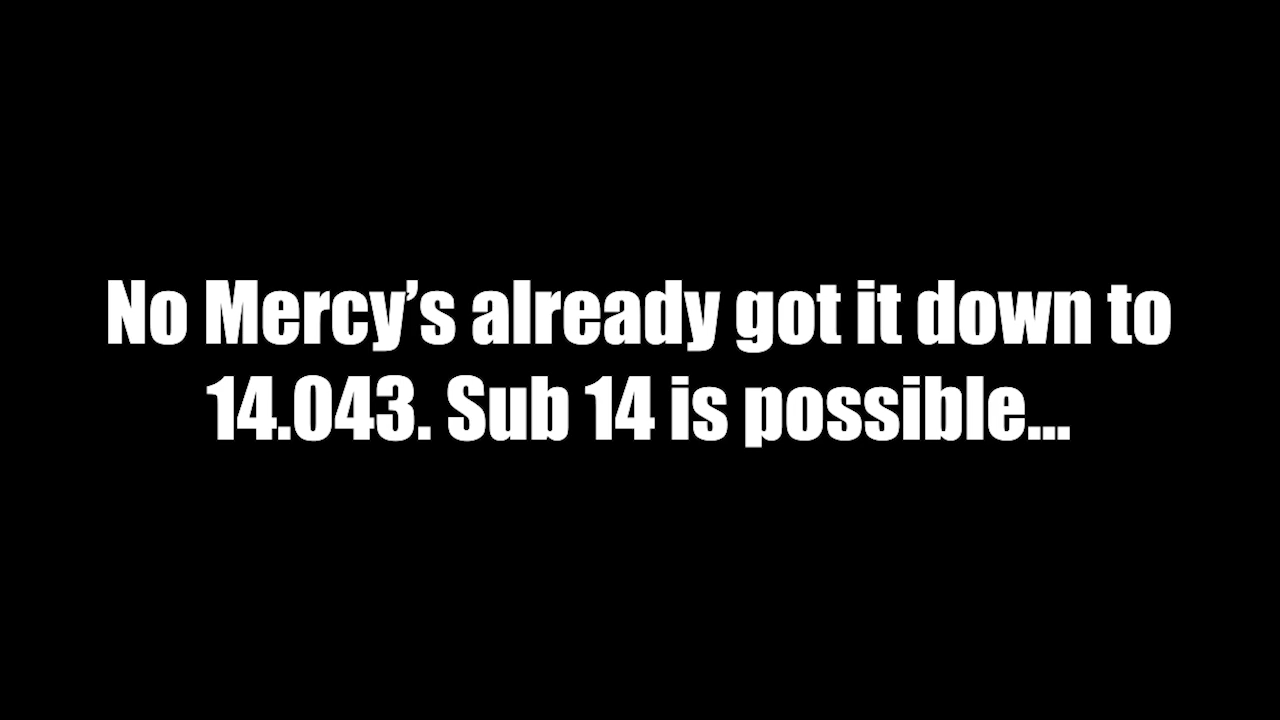 No Mercy’s already got it down to
14.043. Sub 14 is possible...